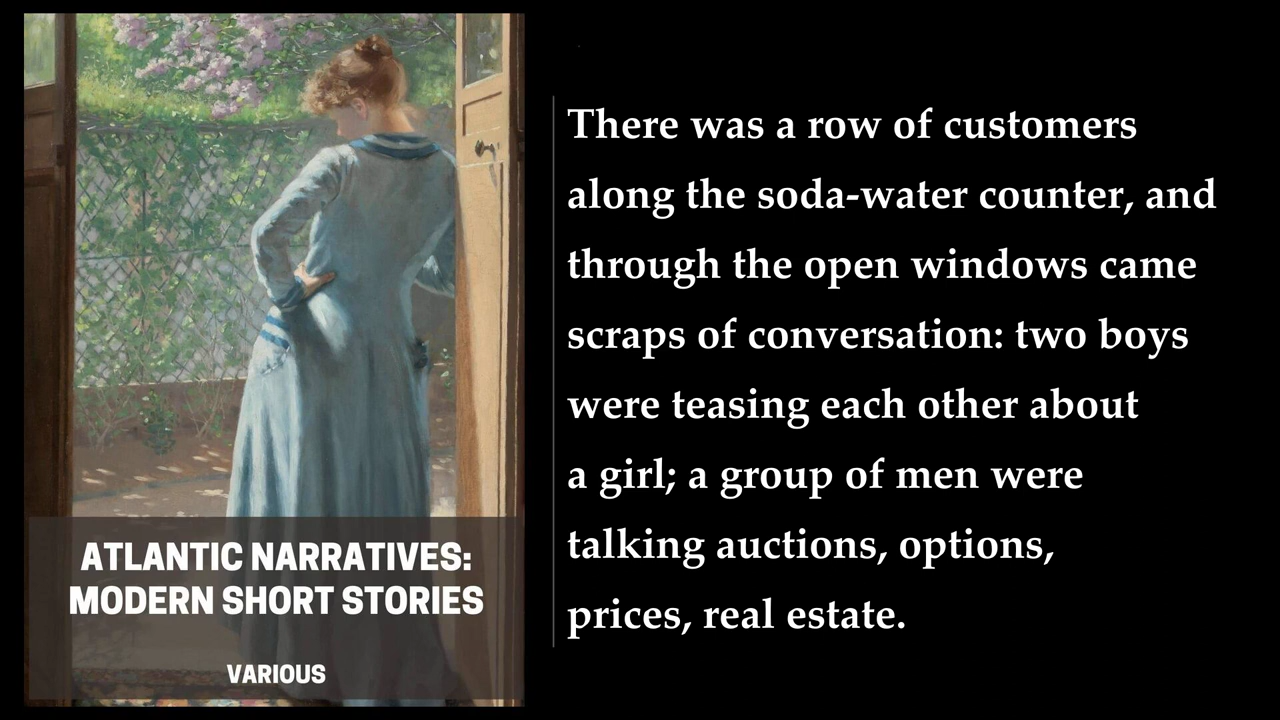 ATLANTIC NARRATIVES:
MODERN SHORT STORIES
VARIOUS
There was a row of customers
along the soda-water counter, and
through the open windows came
scraps of conversation: two boys
were teasing each other about
a girl; a group of men were
talking auctions, options,
prices, real estate.